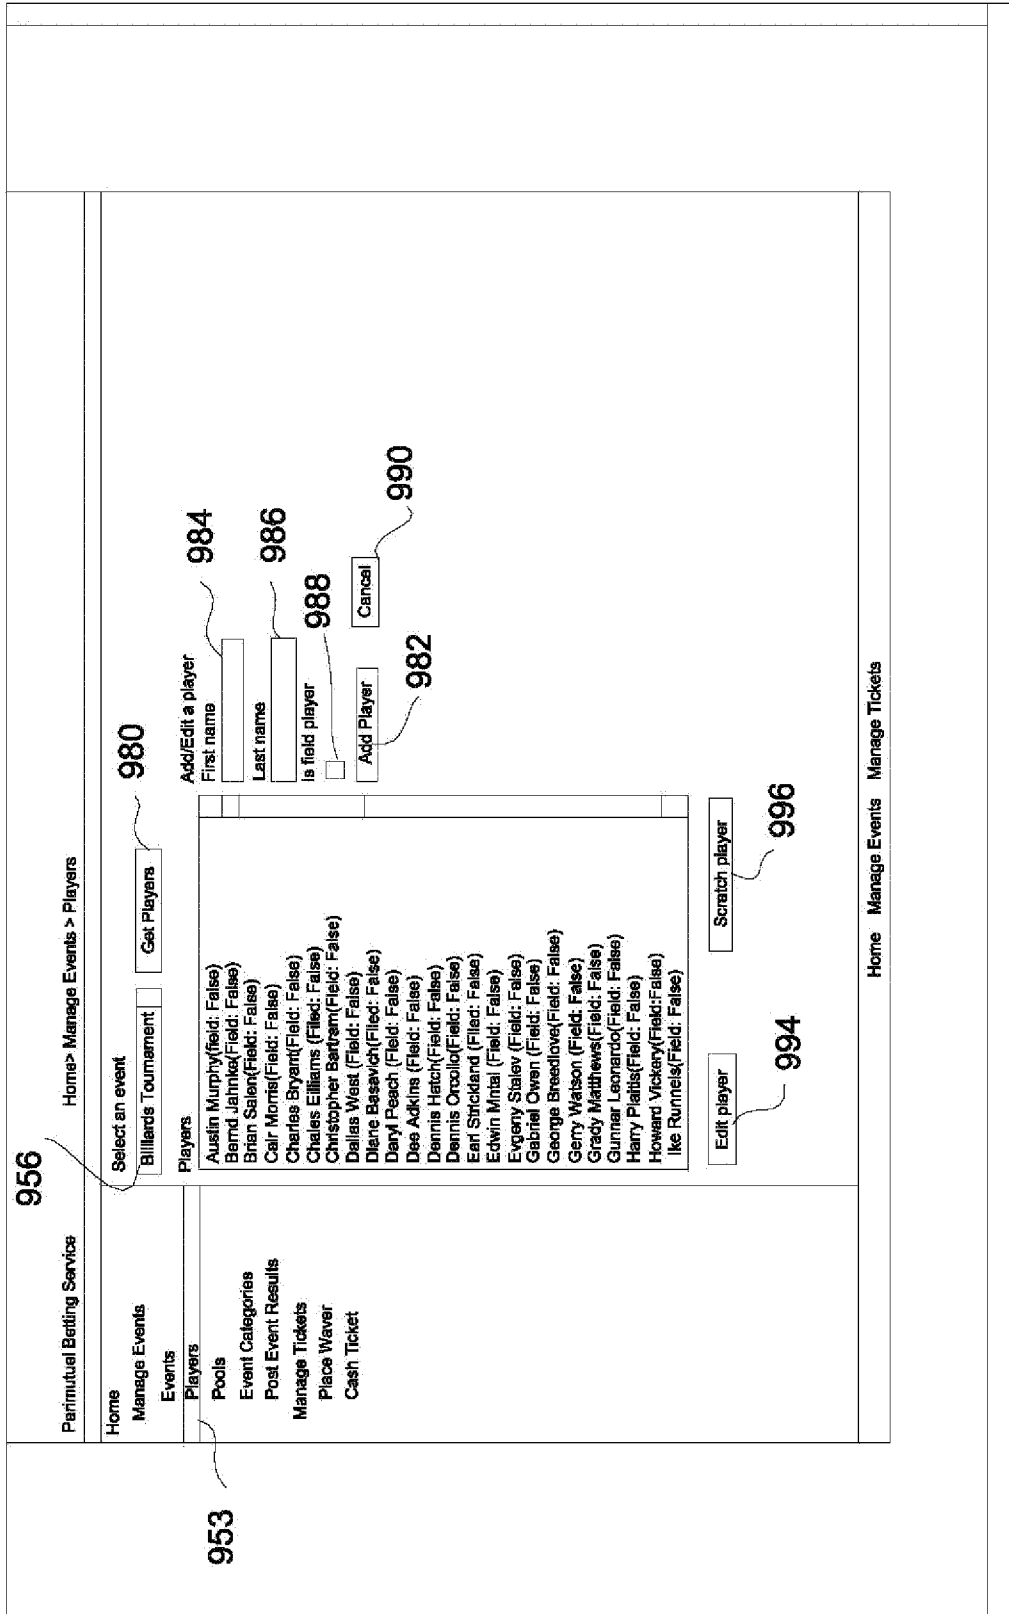 956
Parimutuel Betting Service
Home> Manage Events > Players
Home
Manage Events
Events
Players
Pools
Event Categories
Post Event Results
Manage Tickets
Place Waver
Cash Ticket
953
Select an event
Billiards Tournament
Get Players
980
Players
Austin Murphy(field: False)
Bernd Jahnke(Field: False)
Brian Salen(Field: False)
Calr Morris(Field: False)
Charles Bryant(Field: False)
Chales Eilliams (Filed: False)
Christopher Bartram(Field: False)
Dallas West (Field: False)
Diane Basavich(Filed: False)
Daryl Peach (Field: False)
Dee Adkins (Field: False)
Dennis Hatch(Field: False)
Dennis Orcollo(Field: False)
Earl Strickland (Filed: False)
Edwin Mntal (Field: False)
Evgeny Stalev (Field: False)
Gabriel Owen (Field: False)
George Breedlove(Field: False)
Gerry Watson (Field: False)
Grady Matthews(Field: False)
Gunnar Leonardo(Field: False)
Harry Plattis(Field: False)
Howard Vickery(Field:False)
Ike Runnels(Field: False)
Add/Edit a player
First name
984
Last name
986
Is field player
988
Add Player
982
Cancal
990
Edit player
994
Scratch player
996
Home Manage Events Manage Tickets